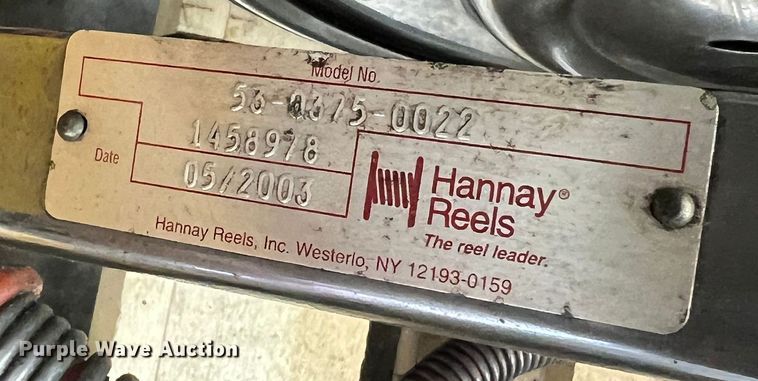 Model No.
53-0375-0022
1458978
Date
05/2003
Hannay®
Reels
The reel leader.
Hannay Reels, Inc. Westerlo, NY 12193-0159
Purple Wave Auction